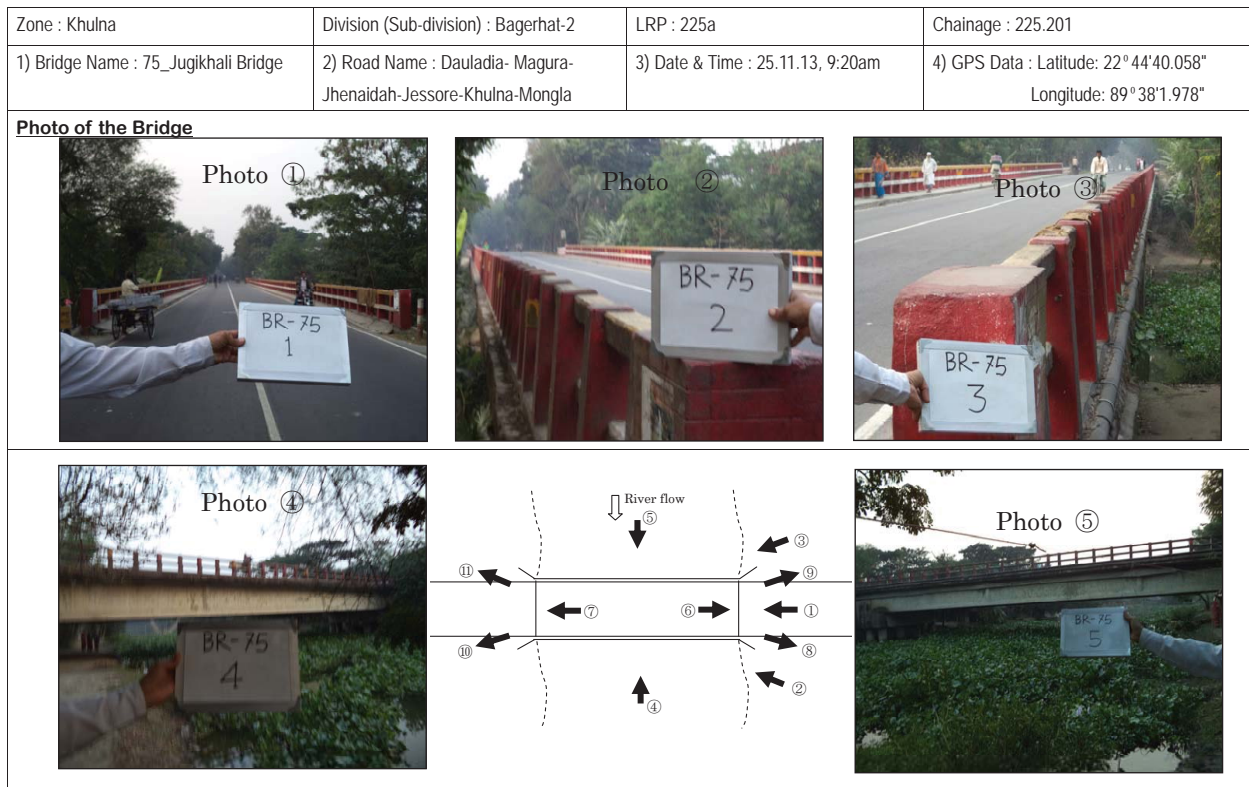 Zone : Khulna
Division (Sub-division) : Bagerhat-2
LRP : 225a
Chainage : 225.201
1) Bridge Name : 75_Jugikhali Bridge
2) Road Name : Dauladia- Magura-
Jhenaidah-Jessore-Khulna-Mongla
3) Date & Time : 25.11.13, 9:20am
4) GPS Data : Latitude: 22°44'40.058"
Longitude: 89°38'1.978"
Photo of the Bridge
Photo ①
BR-75
1
Photo ②
BR-75
2
Photo ③
BR-75
3
Photo ④
BR-75
4
River flow
⑤
③
⑪
⑨
⑦
⑥
①
⑩
⑧
②
④
Photo ⑤
BR-75
5